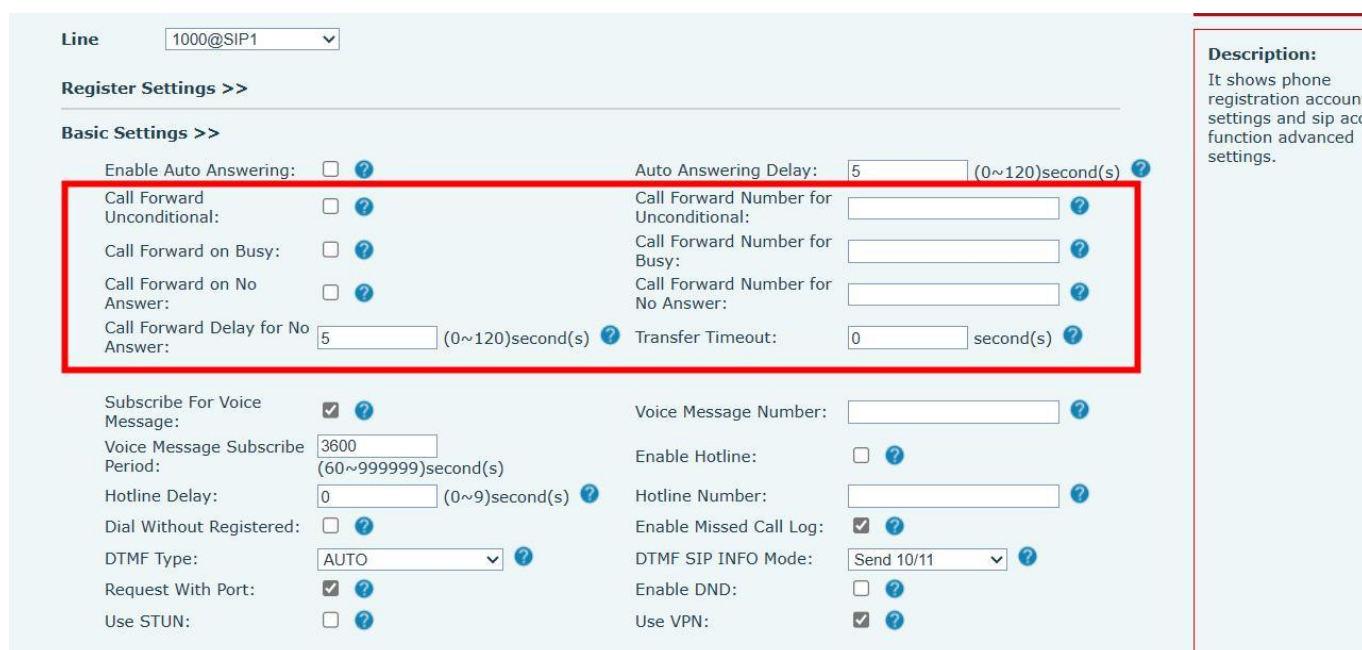 Line 1000@SIP1
Description:
It shows phone
registration accoun
settings and sip acc
function advanced
settings.
Register Settings >>
Basic Settings >>
Enable Auto Answering: Auto Answering Delay: 5 (0~120)second(s)
Call Forward
Unconditional:
Call Forward Number for
Unconditional:
Call Forward on Busy:
Call Forward Number for
Busy:
Call Forward on No
Answer:
Call Forward Number for
No Answer:
Call Forward Delay for No
Answer:
5 (0~120)second(s)
Transfer Timeout: 0 second(s)
Subscribe For Voice
Message:
Voice Message Number:
Voice Message Subscribe
Period:
3600
(60~999999)second(s)
Enable Hotline:
Hotline Delay: 0 (0~9)second(s) Hotline Number:
Dial Without Registered: Enable Missed Call Log:
DTMF Type: AUTO DTMF SIP INFO Mode: Send 10/11
Request With Port: Enable DND:
Use STUN: Use VPN: